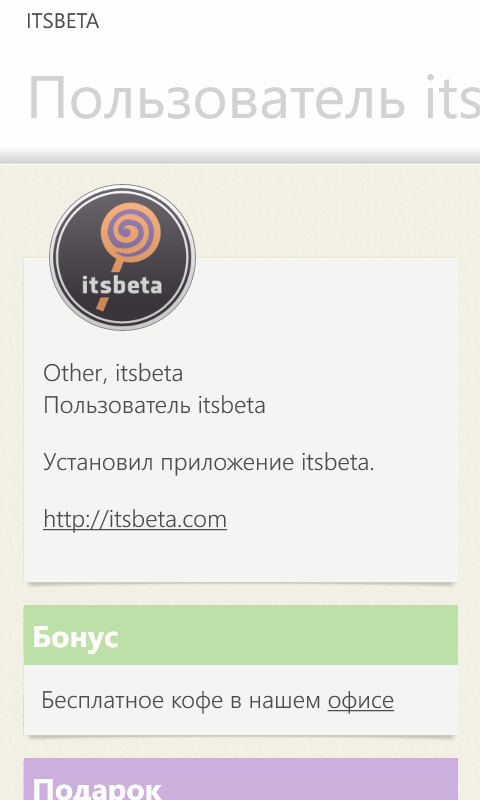 ITSBETA
Пользователь its
itsbeta
Other, itsbeta
Пользователь itsbeta
Установил приложение itsbeta.
http://itsbeta.com
Бонус
Бесплатное кофе в нашем офисе
Подарок